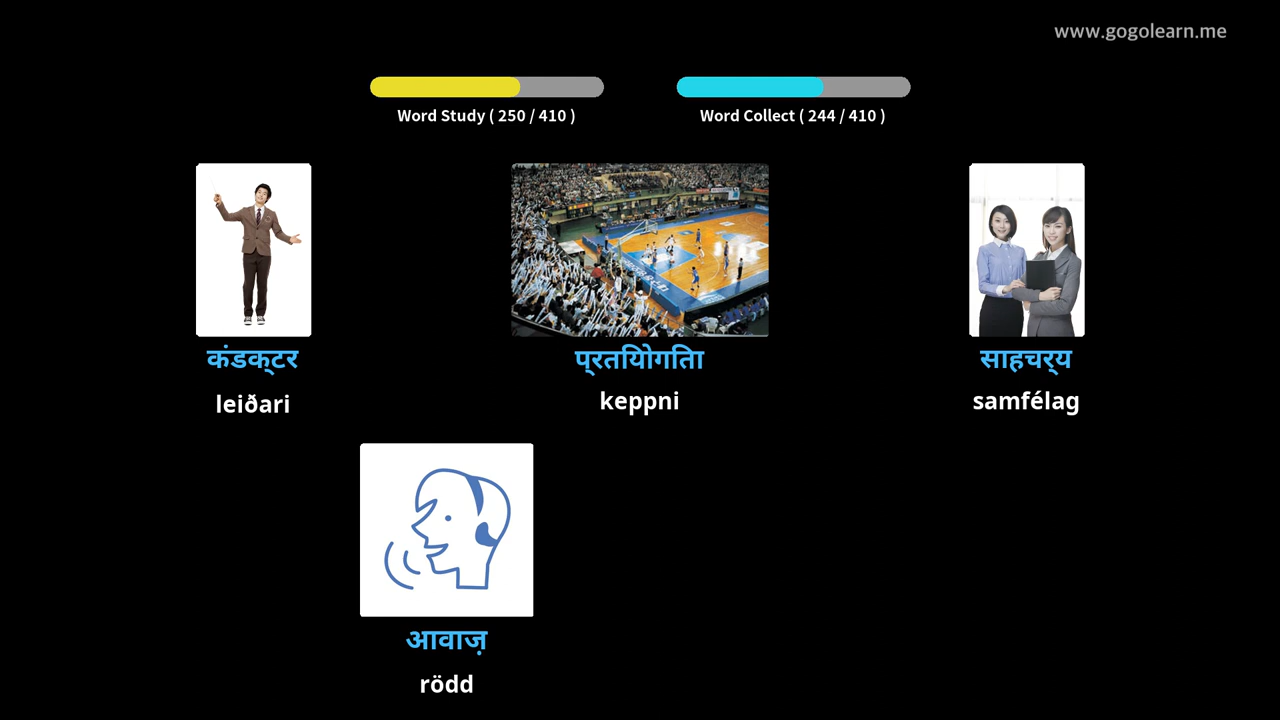 www.gogolearn.me
Word Study ( 250 / 410 )
Word Collect ( 244 / 410 )
कंडक्टर
प्रतियोगिता
साहचर्य
leiðari
keppni
samfélag
आवाज़
rödd